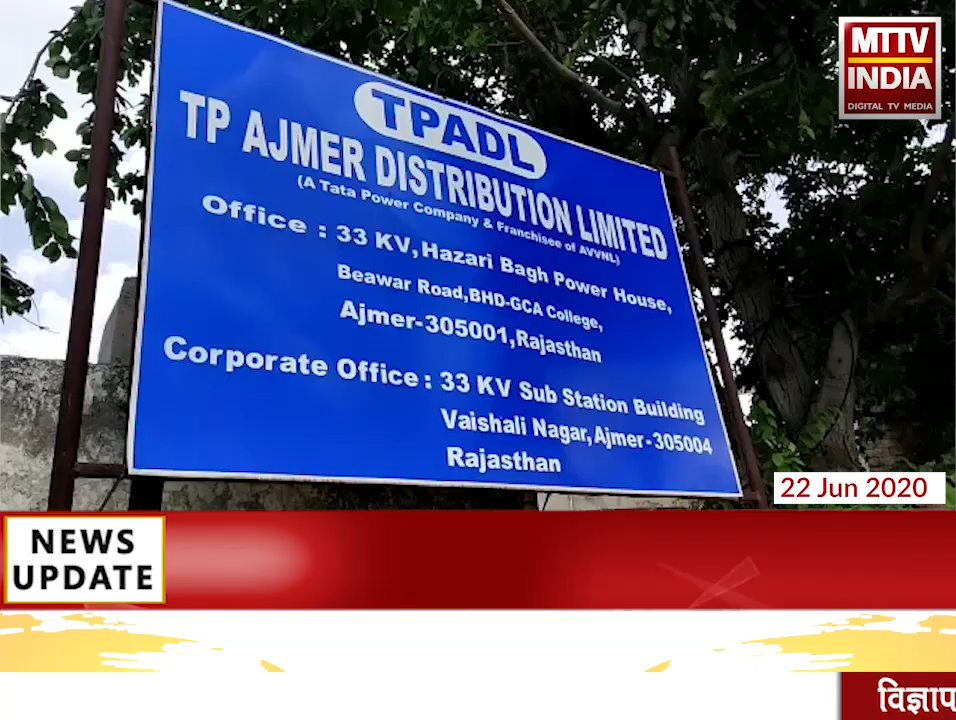 MTTV
INDIA
DIGITAL TV MEDIA
TPADL
TP AJMER DISTRIBUTION LIMITED
(A Tata Power Company & Franchisee of AVVNL)
Office : 33 KV,Hazari Bagh Power House,
Beawar Road,BHD-GCA College,
Ajmer-305001,Rajasthan
Corporate Office : 33 KV Sub Station Building
Vaishali Nagar,Ajmer-305004
Rajasthan
22 Jun 2020
NEWS
UPDATE